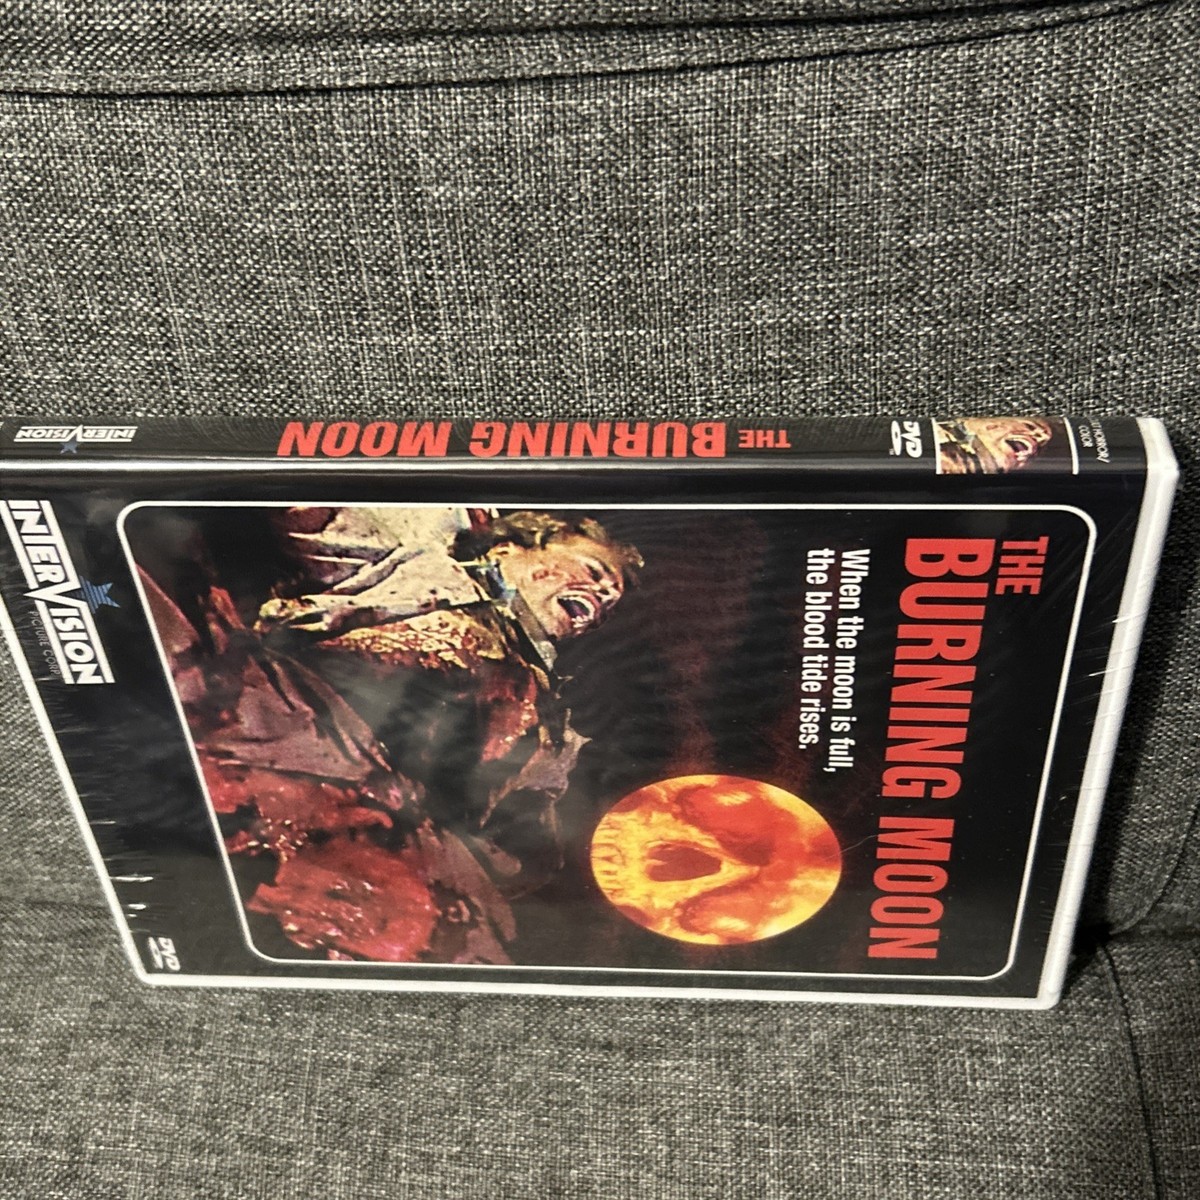 THE
BURNING MOON
When the moon is full,
the blood tide rises.
INTERVISION
PICTURE CORP
DVD
THE BURNING MOON
DVD
INTERVISION
COLOR